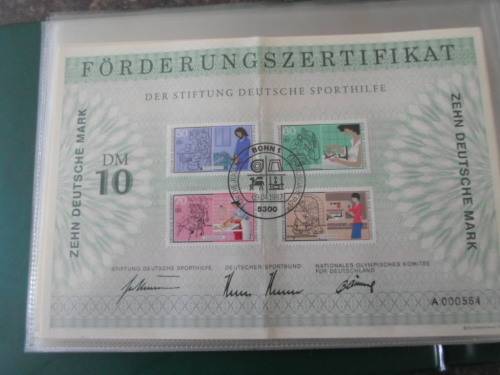 FÖRDERUNGSZERTIFIKAT
DER STIFTUNG DEUTSCHE SPORTHILFE
ZEHN DEUTSCHE MARK
DM
10
ZEHN DEUTSCHE MARK
BONN 1
5300
STIFTUNG DEUTSCHE SPORTHILFE
DEUTSCHER SPORTBUND
NATIONALES OLYMPISCHES KOMITEE
FÜR DEUTSCHLAND
A 000564